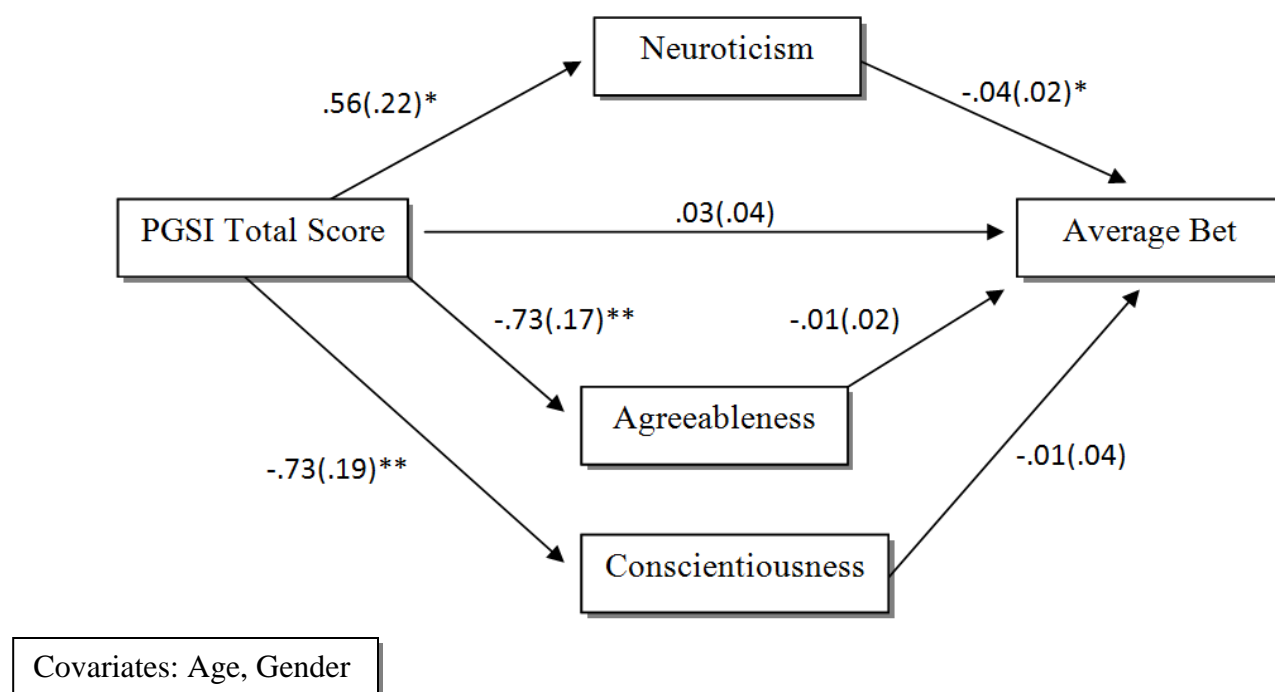 Neuroticism
.56(.22)*
-.04(.02)*
PGSI Total Score
.03(.04)
Average Bet
-.73(.17)**
-.01(.02)
Agreeableness
-.73(.19)**
-.01(.04)
Conscientiousness
Covariates: Age, Gender